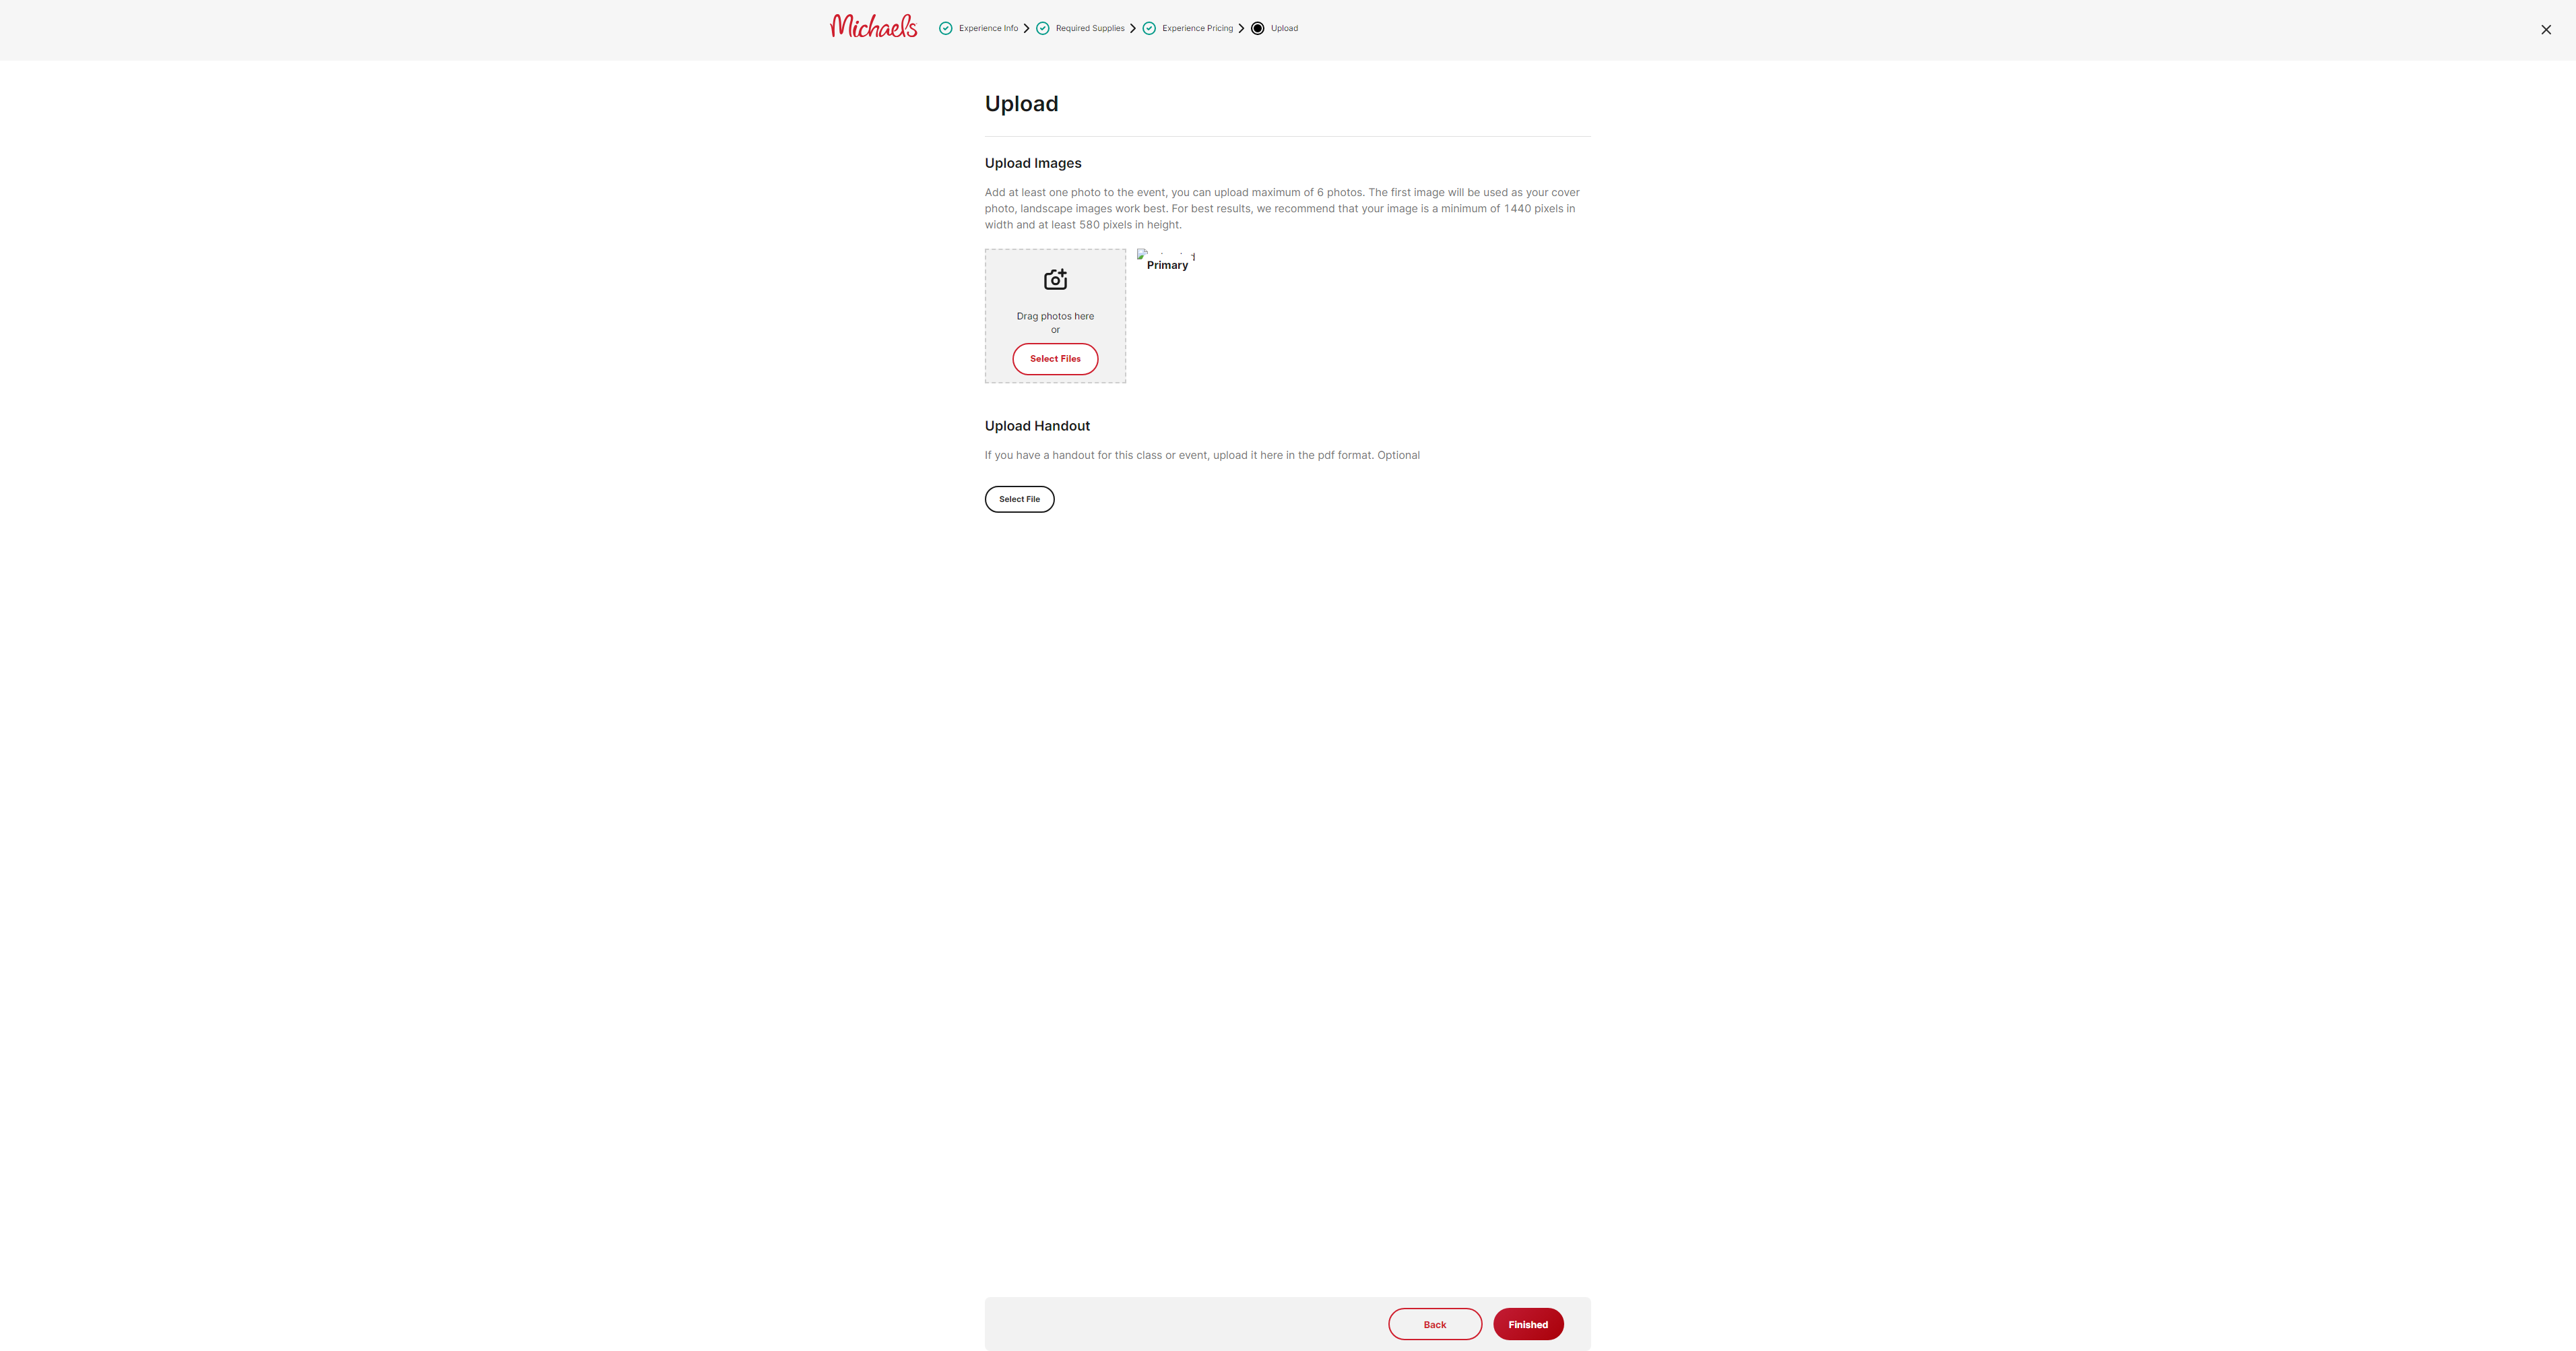 Michaels
Experience Info
Required Supplies
Experience Pricing
Upload
Upload
Upload Images
Add at least one photo to the event, you can upload maximum of 6 photos. The first image will be used as your cover
photo, landscape images work best. For best results, we recommend that your image is a minimum of 1440 pixels in
width and at least 580 pixels in height.
Primary
Drag photos here
or
Select Files
Upload Handout
If you have a handout for this class or event, upload it here in the pdf format. Optional
Select File
Back
Finished